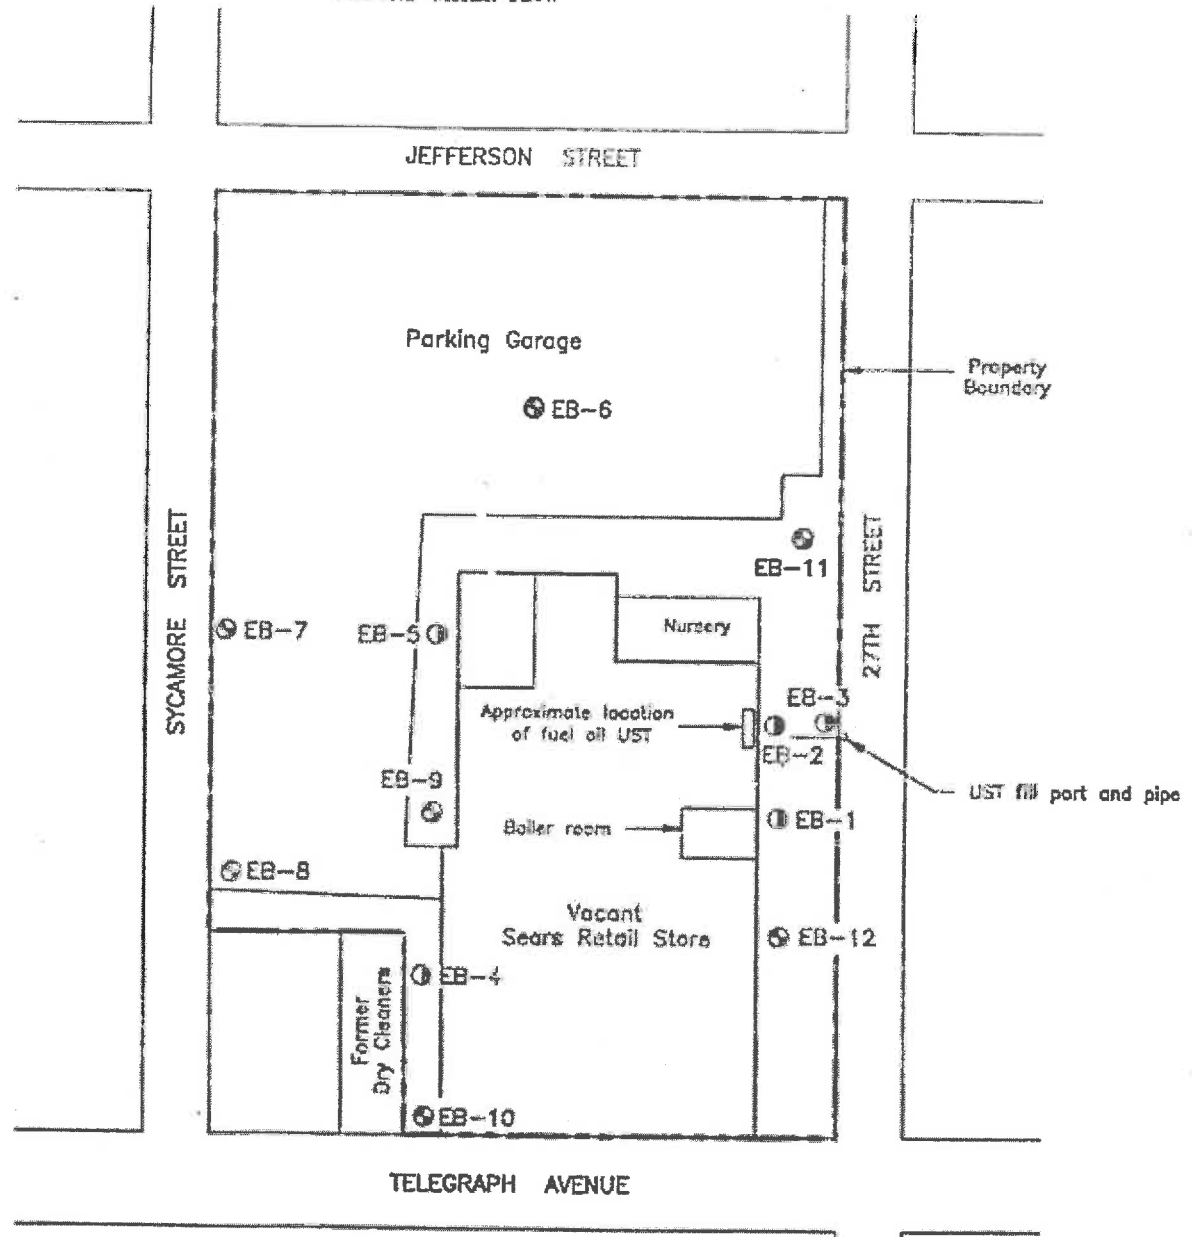 JEFFERSON STREET
Parking Garage
EB-6
Property
Boundary
SYCAMORE STREET
27TH STREET
EB-11
EB-7
EB-5
Nursery
EB-3
Approximate location
of fuel oil UST
EB-2
EB-9
UST fill port and pipe
Boiler room
EB-1
EB-8
Vacant
Sears Retail Store
EB-12
EB-4
Former
Dry Cleaners
EB-10
TELEGRAPH AVENUE